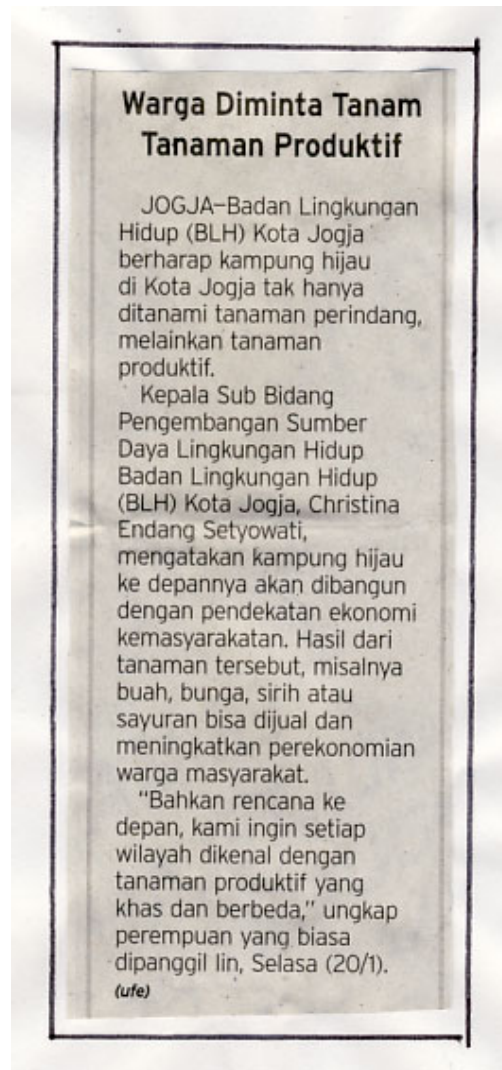 Warga Diminta Tanam
Tanaman Produktif
JOGJA–Badan Lingkungan
Hidup (BLH) Kota Jogja
berharap kampung hijau
di Kota Jogja tak hanya
ditanami tanaman perindang,
melainkan tanaman
produktif.
Kepala Sub Bidang
Pengembangan Sumber
Daya Lingkungan Hidup
Badan Lingkungan Hidup
(BLH) Kota Jogja, Christina
Endang Setyowati,
mengatakan kampung hijau
ke depannya akan dibangun
dengan pendekatan ekonomi
kemasyarakatan. Hasil dari
tanaman tersebut, misalnya
buah, bunga, sirih atau
sayuran bisa dijual dan
meningkatkan perekonomian
warga masyarakat.
"Bahkan rencana ke
depan, kami ingin setiap
wilayah dikenal dengan
tanaman produktif yang
khas dan berbeda," ungkap
perempuan yang biasa
dipanggil Iin, Selasa (20/1).
(ufe)